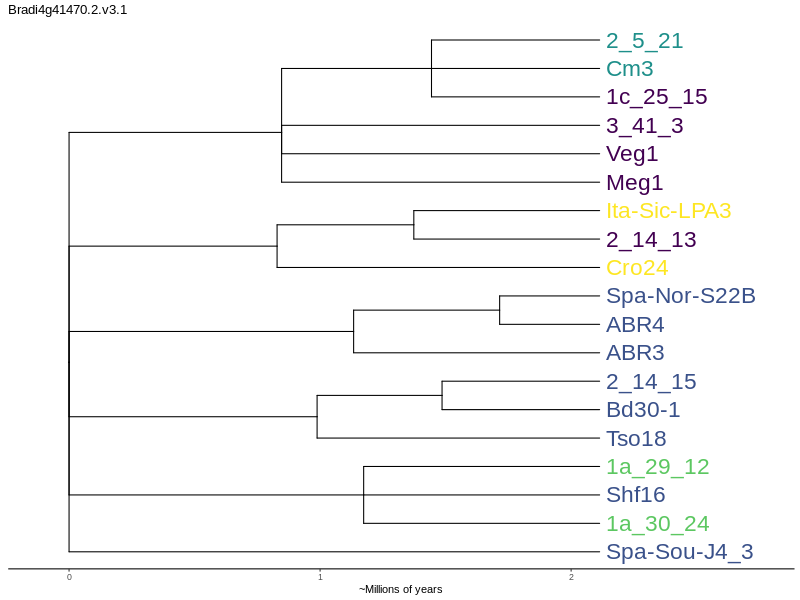 Bradi4g41470.2.v3.1
2_5_21
Cm3
1c_25_15
3_41_3
Veg1
Meg1
Ita-Sic-LPA3
2_14_13
Cro24
Spa-Nor-S22B
ABR4
ABR3
2_14_15
Bd30-1
Tso18
1a_29_12
Shf16
1a_30_24
Spa-Sou-J4_3
0 1 2
~Millions of years